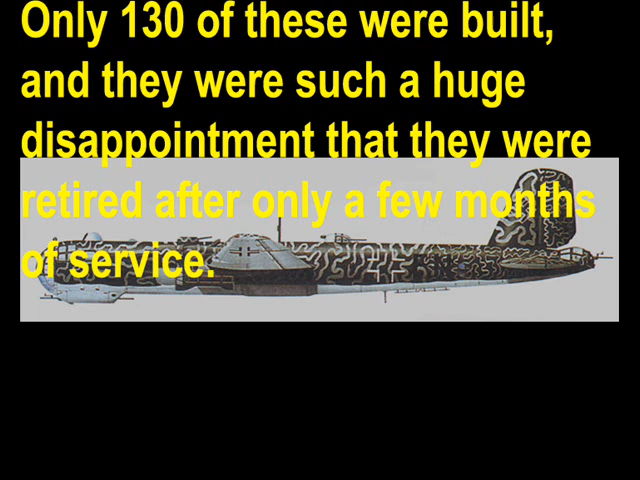 Only 130 of these were built,
and they were such a huge
disappointment that they were
retired after only a few months
of service.